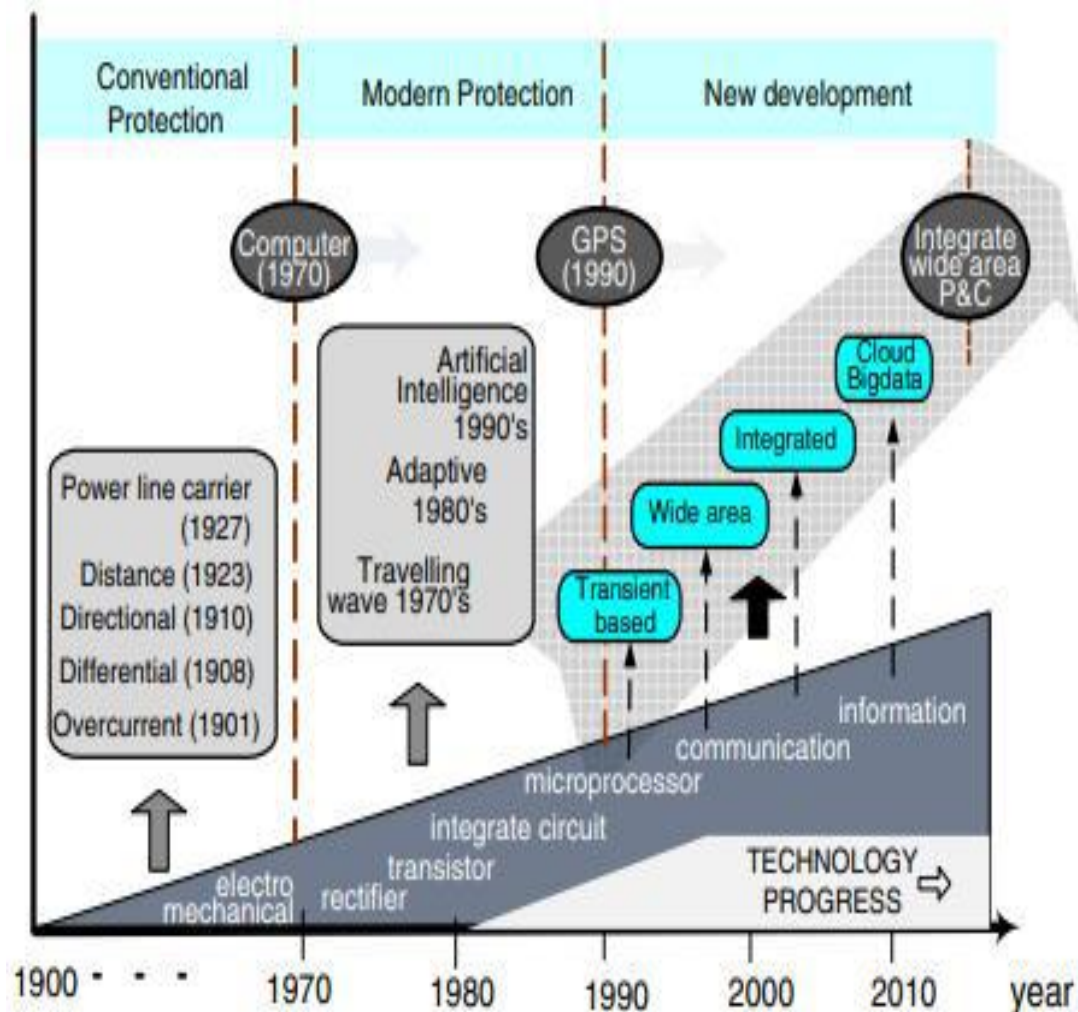 Conventional
Protection
Modern Protection
New development
Computer
(1970)
GPS
(1990)
Integrate
wide area
P&C
Power line carrier
(1927)
Distance (1923)
Directional (1910)
Differential (1908)
Overcurrent (1901)
Artificial
Intelligence
1990's
Adaptive
1980's
Travelling
wave 1970's
Cloud
Bigdata
Integrated
Wide area
Transient
based
information
communication
microprocessor
integrate circuit
transistor
rectifier
electro
mechanical
TECHNOLOGY
PROGRESS
1900 - - - 1970 1980 1990 2000 2010 year